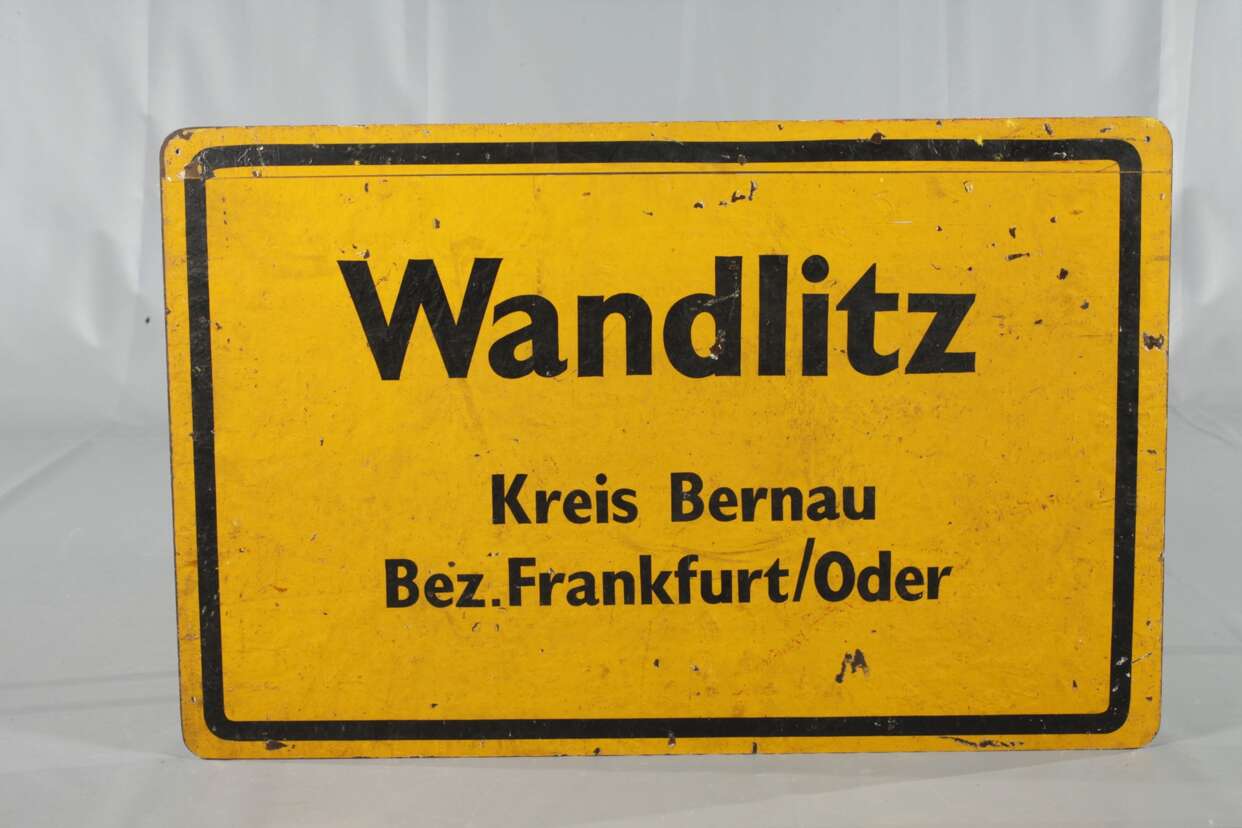 Wandlitz
Kreis Bernau
Bez.Frankfurt/Oder